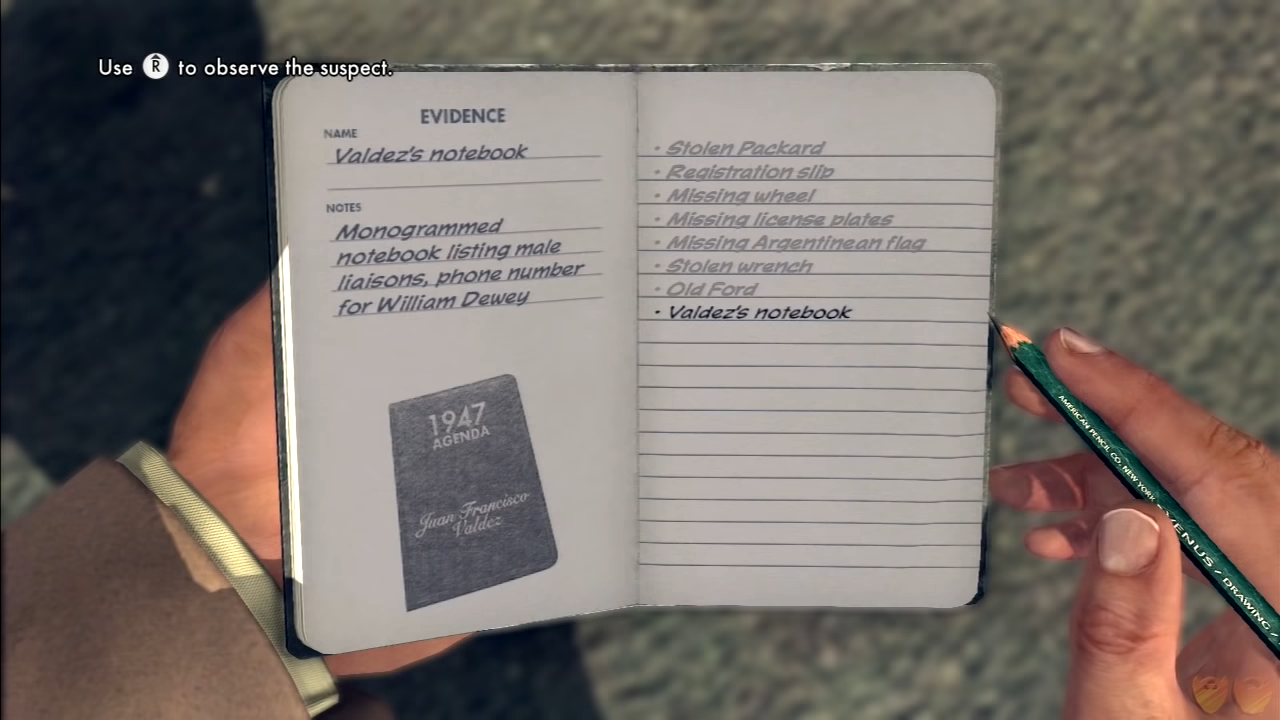 Use R to observe the suspect.
EVIDENCE
NAME
Valdez's notebook
NOTES
Monogrammed
notebook listing male
liaisons, phone number
for William Dewey
1947
AGENDA
Juan Francisco
Valdez
• Stolen Packard
• Registration slip
• Missing wheel
• Missing license plates
• Missing Argentinean flag
• Stolen wrench
• Old Ford
• Valdez's notebook
AMERICAN PENCIL CO. NEW YORK VENUS / DRAWING /